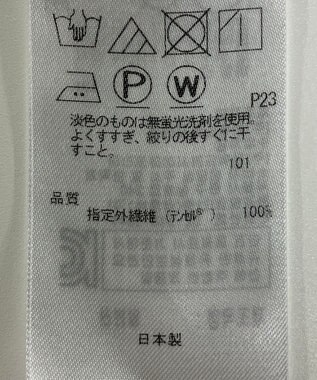 P W
P23
淡色のものは無蛍光洗剤を使用。
よくすすぎ、絞りの後すぐに干
すこと。
101
品質
指定外繊維（ﾃﾝｾﾙ®） 100%
日本製